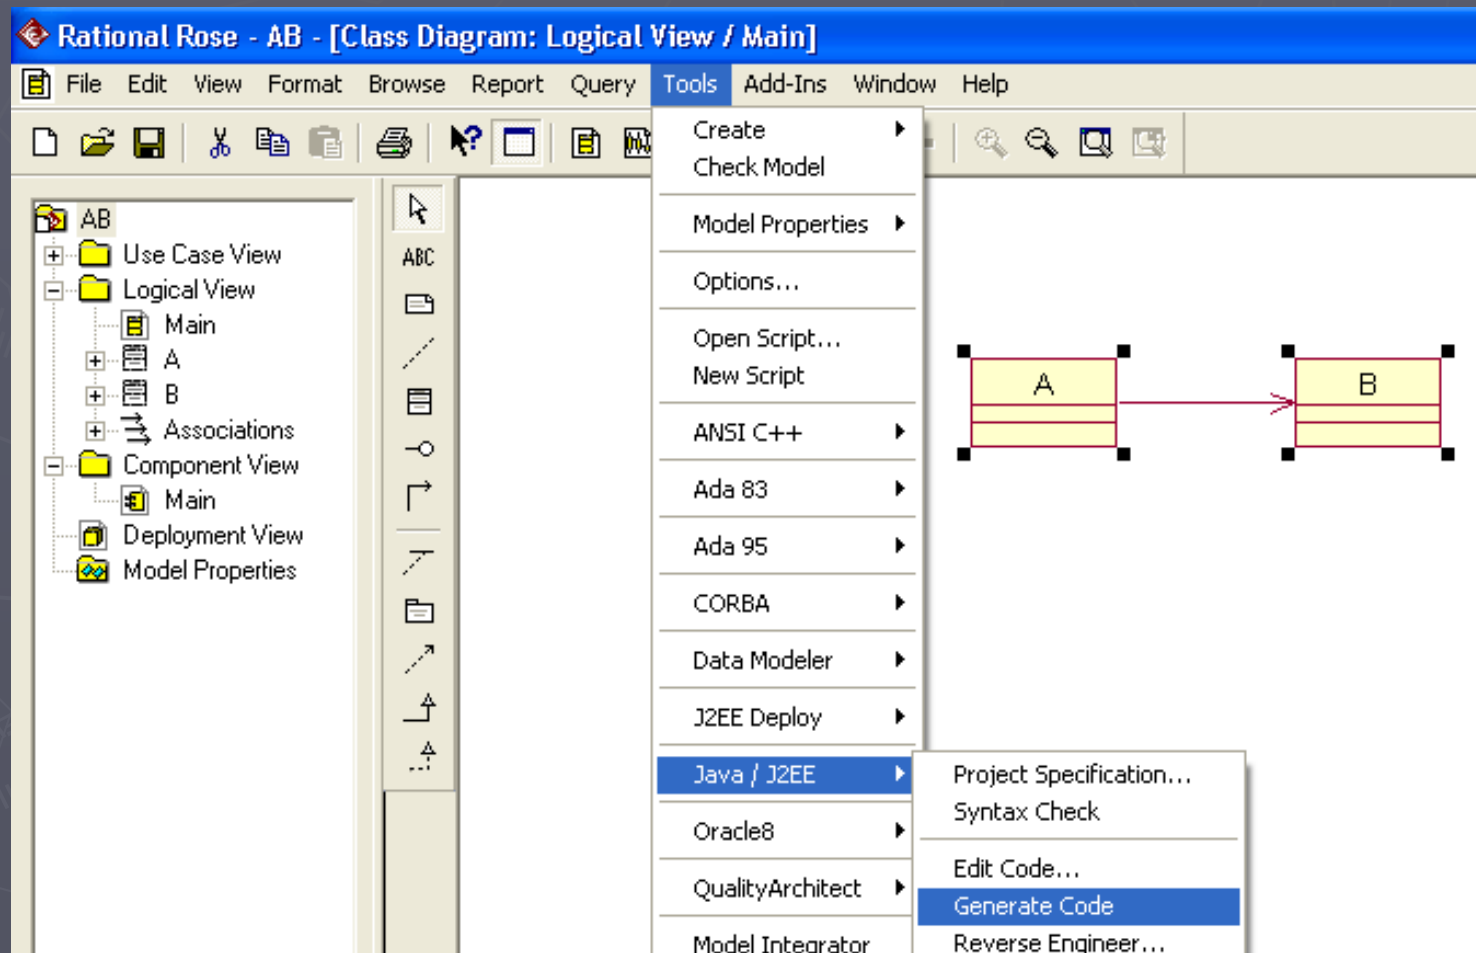 Rational Rose - AB - [Class Diagram: Logical View / Main]
File Edit View Format Browse Report Query Tools Add-Ins Window Help
AB
Use Case View
Logical View
Main
A
B
Associations
Component View
Main
Deployment View
Model Properties
ABC
Create
Check Model
Model Properties
Options...
Open Script...
New Script
ANSI C++
Ada 83
Ada 95
CORBA
Data Modeler
J2EE Deploy
Java / J2EE
Oracle8
QualityArchitect
Model Integrator
Project Specification...
Syntax Check
Edit Code...
Generate Code
Reverse Engineer...
A
B